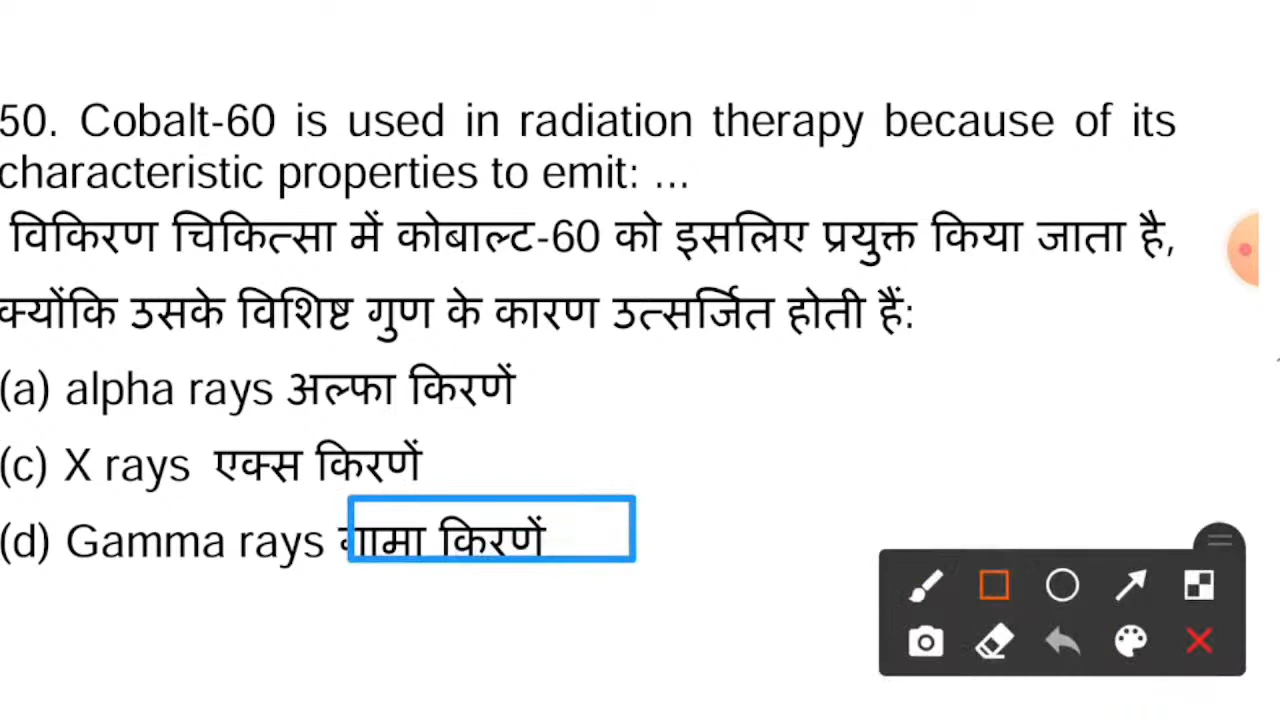 50. Cobalt-60 is used in radiation therapy because of its
characteristic properties to emit: ...
विकिरण चिकित्सा में कोबाल्ट-60 को इसलिए प्रयुक्त किया जाता है,
क्योंकि उसके विशिष्ट गुण के कारण उत्सर्जित होती हैं:
(a) alpha rays अल्फा किरणें
(c) X rays एक्स किरणें
(d) Gamma rays गामा किरणें